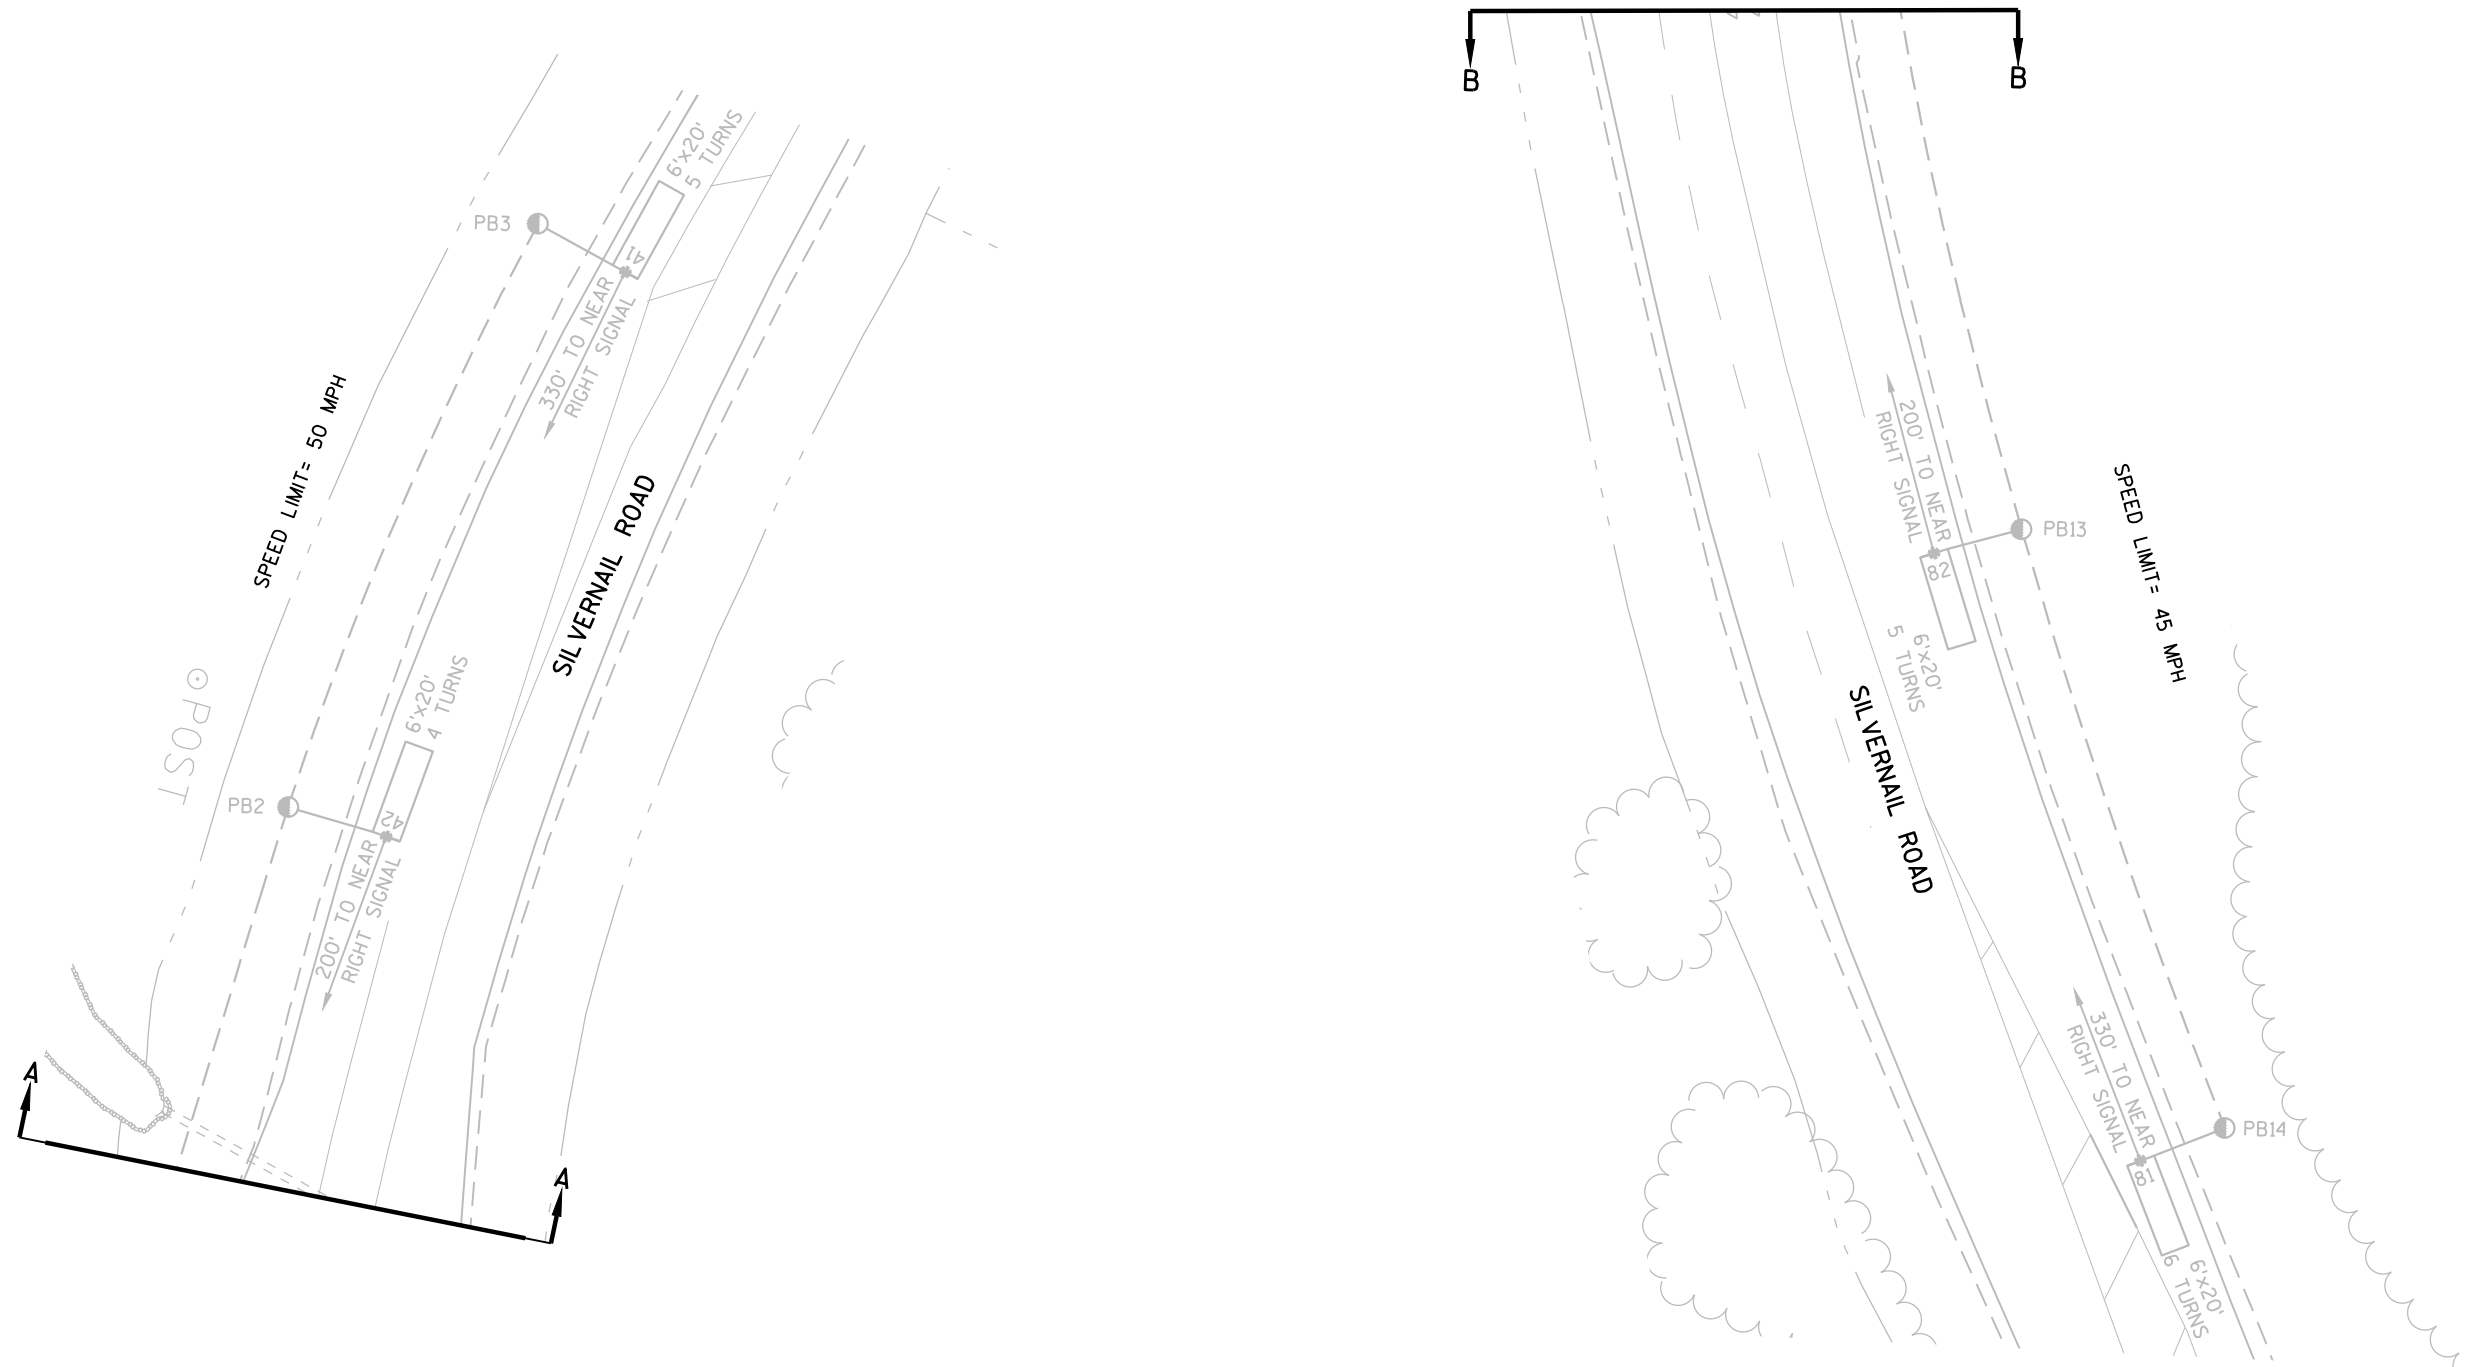 PB3
6'x20'
5 TURNS
41
330' TO NEAR
RIGHT SIGNAL
SPEED LIMIT= 50 MPH
SILVERNAIL ROAD
POST
PB2
6'x20'
4 TURNS
42
200' TO NEAR
RIGHT SIGNAL
A
A
B
B
200' TO NEAR
RIGHT SIGNAL
PB13
82
6'x20'
5 TURNS
SPEED LIMIT= 45 MPH
SILVERNAIL ROAD
330' TO NEAR
RIGHT SIGNAL
PB14
81
6'x20'
6 TURNS